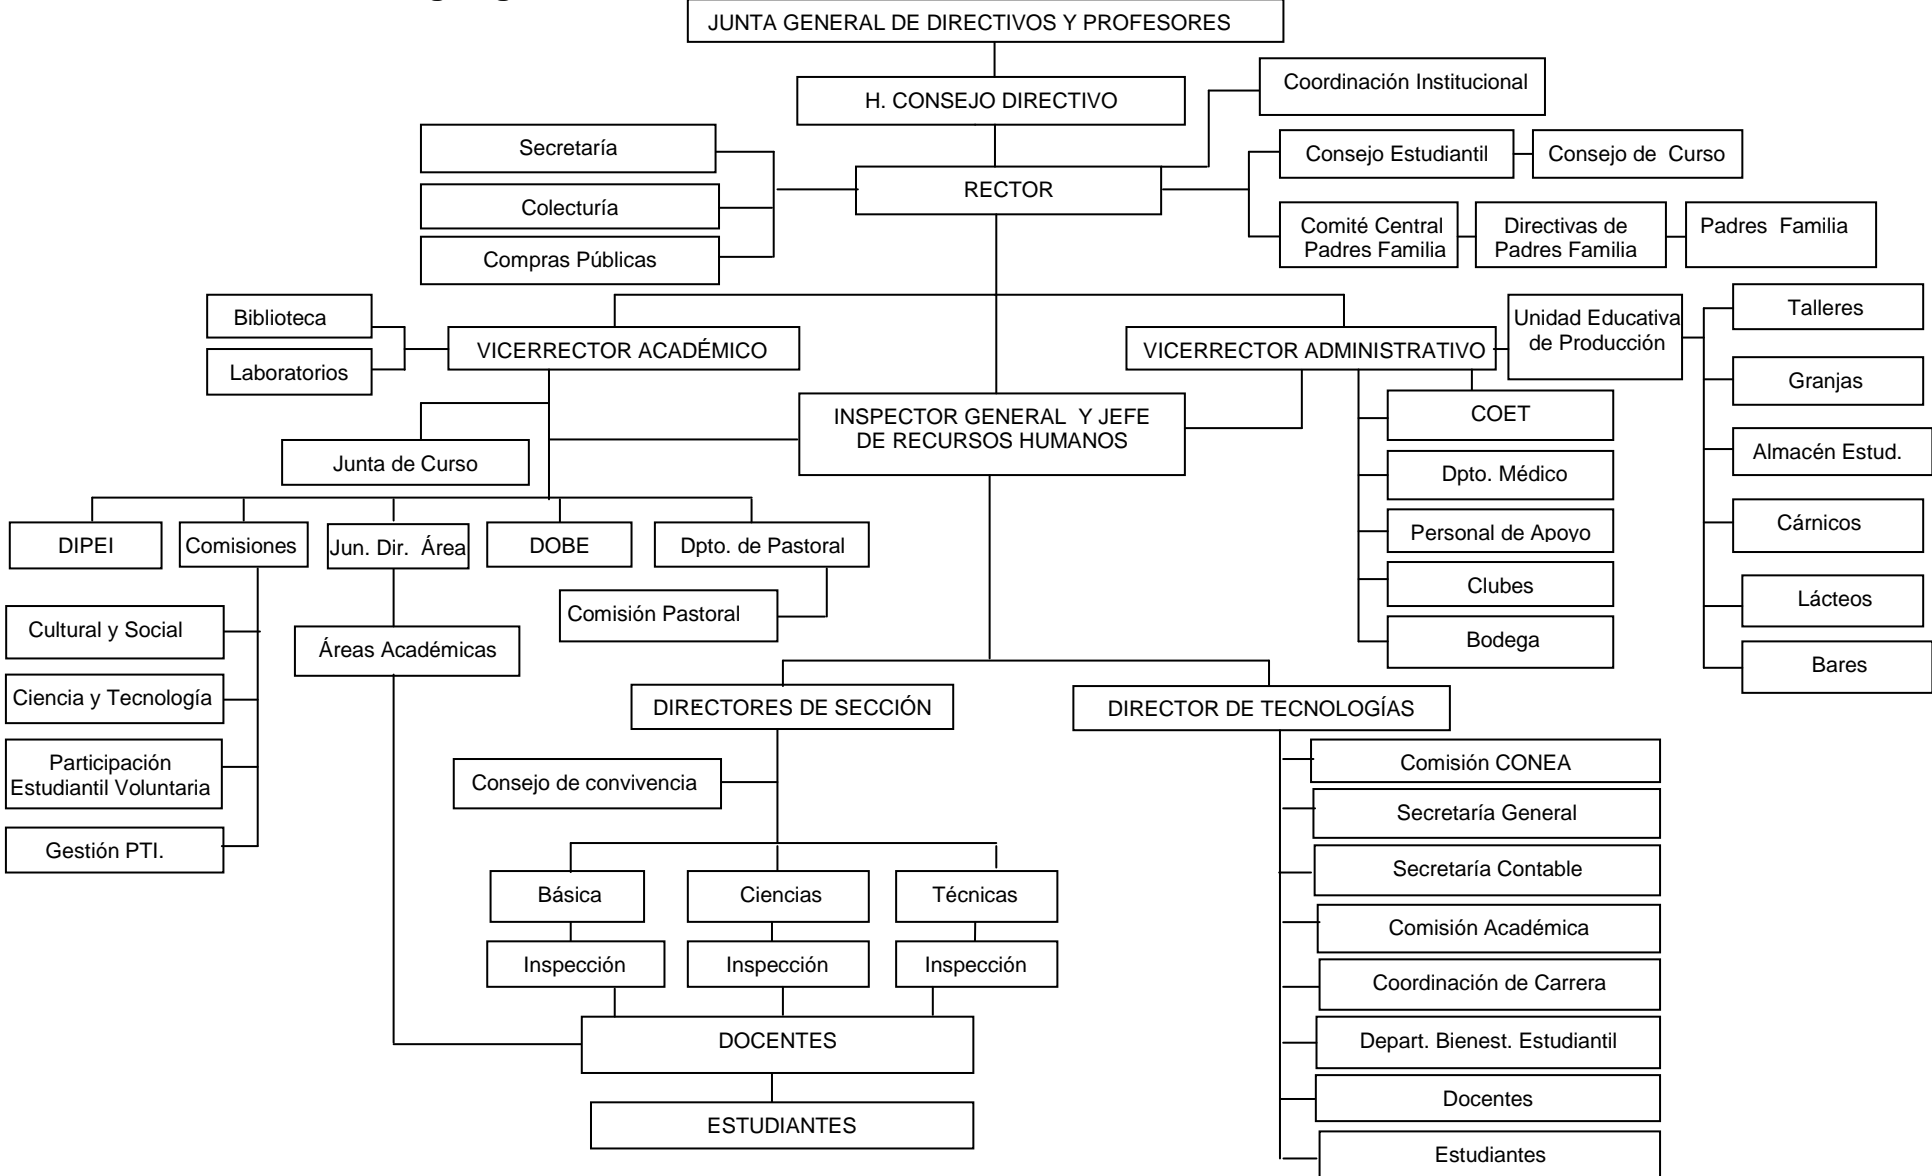 JUNTA GENERAL DE DIRECTIVOS Y PROFESORES
H. CONSEJO DIRECTIVO
Coordinación Institucional
Secretaría
Consejo Estudiantil
Consejo de Curso
RECTOR
Colecturía
Comité Central
Padres Familia
Directivas de
Padres Familia
Padres Familia
Compras Públicas
Biblioteca
Laboratorios
VICERRECTOR ACADÉMICO
VICERRECTOR ADMINISTRATIVO
Unidad Educativa
de Producción
Talleres
Granjas
Almacén Estud.
Cárnicos
Lácteos
Bares
INSPECTOR GENERAL Y JEFE
DE RECURSOS HUMANOS
COET
Dpto. Médico
Personal de Apoyo
Clubes
Bodega
Junta de Curso
DIPEI
Comisiones
Jun. Dir. Área
DOBE
Dpto. de Pastoral
Comisión Pastoral
Cultural y Social
Ciencia y Tecnología
Participación
Estudiantil Voluntaria
Gestión PTI.
Áreas Académicas
DIRECTORES DE SECCIÓN
DIRECTOR DE TECNOLOGÍAS
Consejo de convivencia
Básica
Ciencias
Técnicas
Inspección
Inspección
Inspección
DOCENTES
ESTUDIANTES
Comisión CONEA
Secretaría General
Secretaría Contable
Comisión Académica
Coordinación de Carrera
Depart. Bienest. Estudiantil
Docentes
Estudiantes